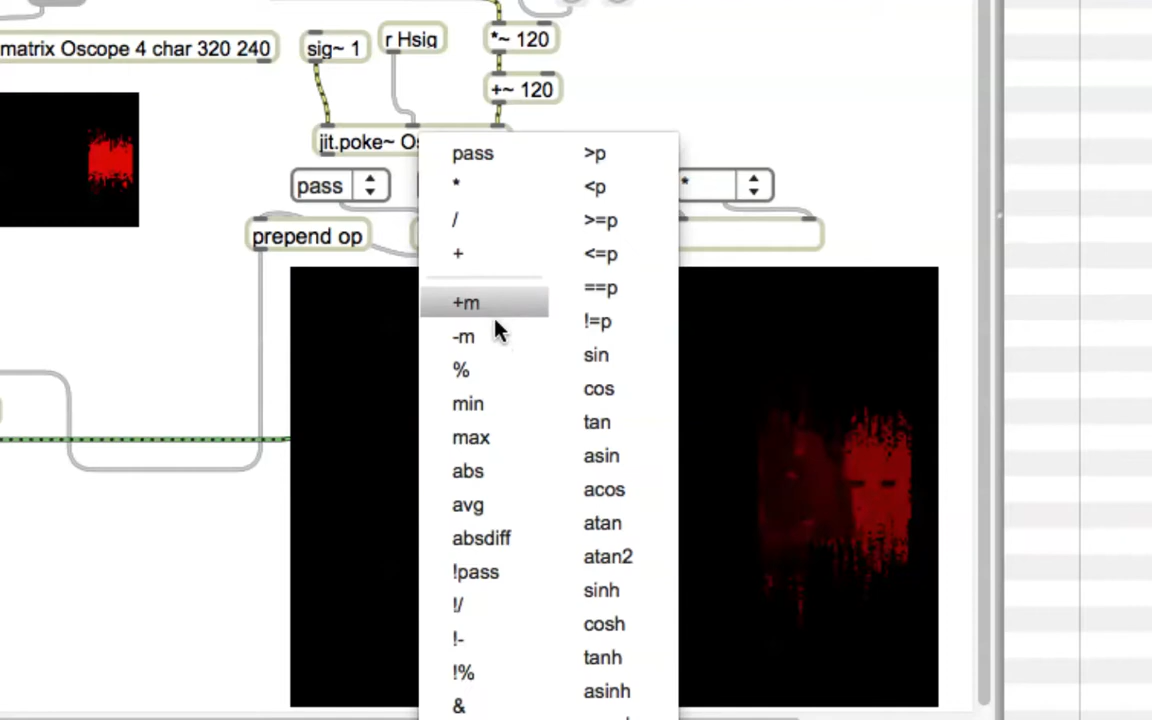 matrix Oscope 4 char 320 240
sig~ 1
r Hsig
*~ 120
+~ 120
jit.poke~ Os
pass
*
prepend op
pass
*
/
+
+m
-m
%
min
max
abs
avg
absdiff
!pass
!/
!-
!%
&
>p
<p
>=p
<=p
==p
!=p
sin
cos
tan
asin
acos
atan
atan2
sinh
cosh
tanh
asinh